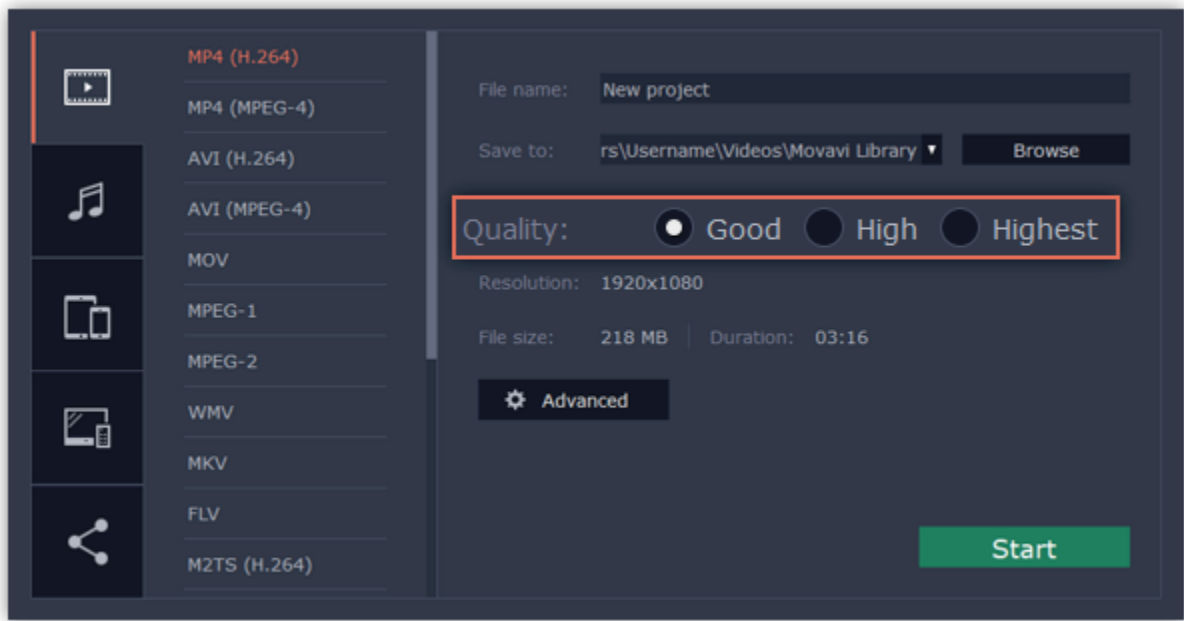 MP4 (H.264)
MP4 (MPEG-4)
AVI (H.264)
AVI (MPEG-4)
MOV
MPEG-1
MPEG-2
WMV
MKV
FLV
M2TS (H.264)
File name: New project
Save to: rs\Username\Videos\Movavi Library Browse
Quality: Good High Highest
Resolution: 1920x1080
File size: 218 MB Duration: 03:16
Advanced
Start